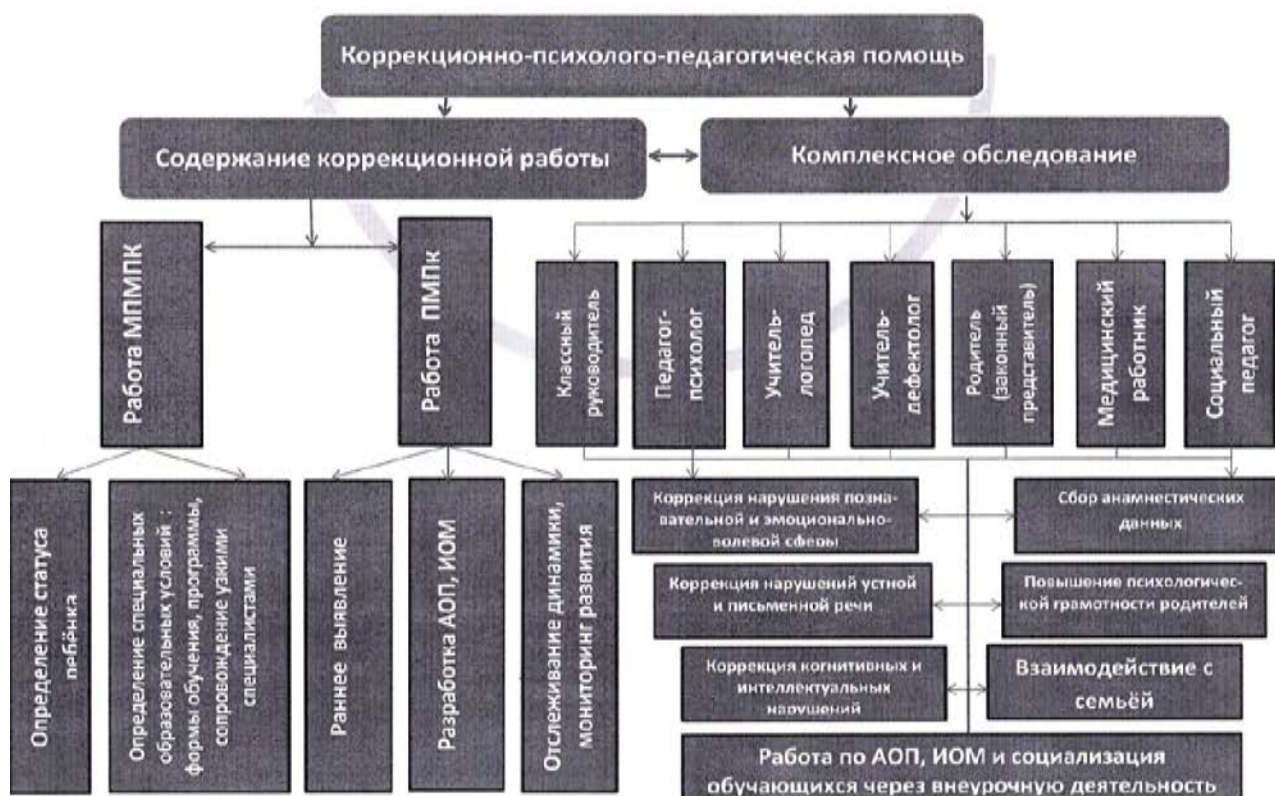 Коррекционно-психолого-педагогическая помощь
Содержание коррекционной работы
Комплексное обследование
Работа МПМПК
Работа ПМПк
Классный
руководитель
Педагог-
психолог
Учитель-
логопед
Учитель-
дефектолог
Родитель
(законный
представитель)
Медицинский
работник
Социальный
педагог
Определение статуса
ребёнка
Определение специальных
образовательных условий :
формы обучения, программы,
сопровождение узкими
специалистами
Раннее выявление
Разработка АОП, ИОМ
Отслеживание динамики,
мониторинг развития
Коррекция нарушения позна-
вательной и эмоционально-
волевой сферы
Сбор анамнестических
данных
Коррекция нарушений устной
и письменной речи
Повышение психологичес-
кой грамотности родителей
Коррекция когнитивных и
интеллектуальных
нарушений
Взаимодействие с
семьёй
Работа по АОП, ИОМ и социализация
обучающихся через внеурочную деятельность